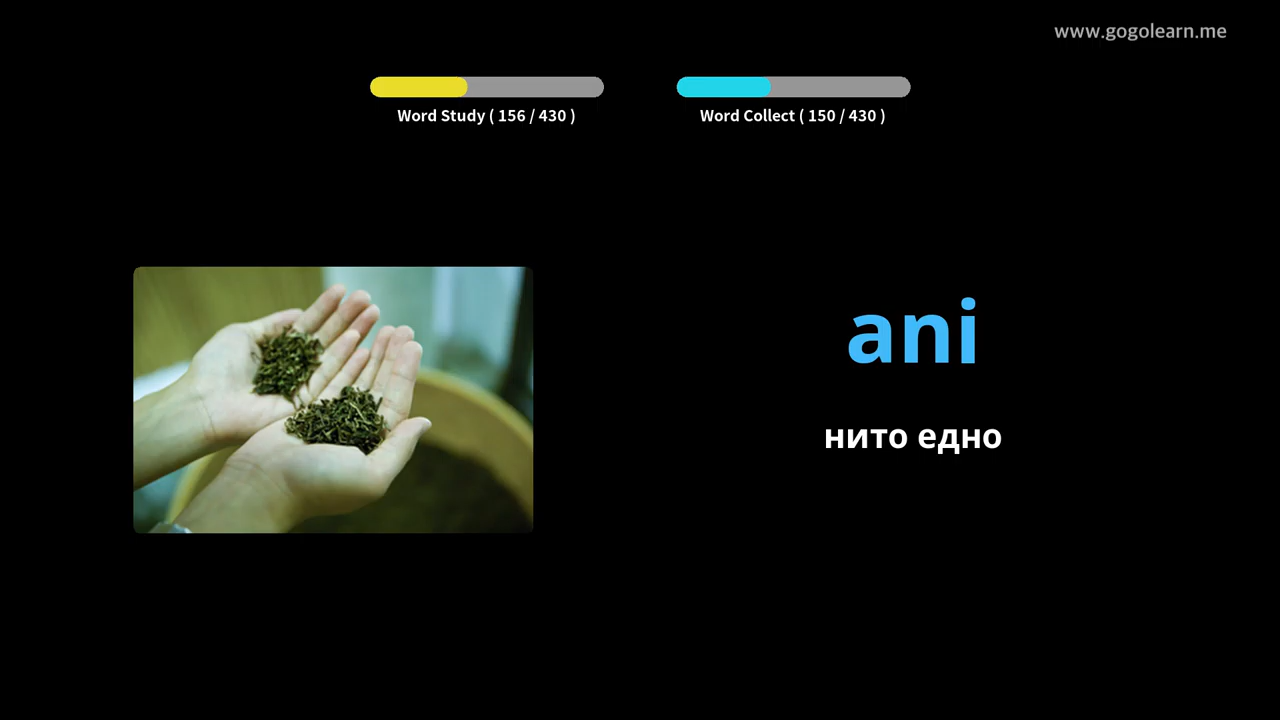 www.gogolearn.me
Word Study ( 156 / 430 )
Word Collect ( 150 / 430 )
ani
нито едно